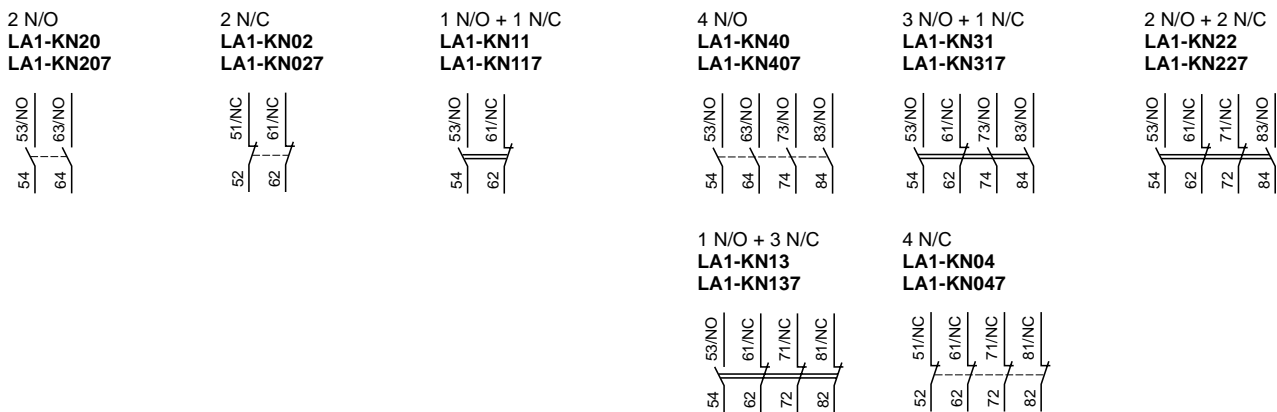 2 N/O
LA1-KN20
LA1-KN207
53/NO
63/NO
54
64
2 N/C
LA1-KN02
LA1-KN027
51/NC
61/NC
52
62
1 N/O + 1 N/C
LA1-KN11
LA1-KN117
53/NO
61/NC
54
62
4 N/O
LA1-KN40
LA1-KN407
53/NO
63/NO
73/NO
83/NO
54
64
74
84
3 N/O + 1 N/C
LA1-KN31
LA1-KN317
53/NO
61/NC
73/NO
83/NO
54
62
74
84
2 N/O + 2 N/C
LA1-KN22
LA1-KN227
53/NO
61/NC
71/NC
83/NO
54
62
72
84
1 N/O + 3 N/C
LA1-KN13
LA1-KN137
53/NO
61/NC
71/NC
81/NC
54
62
72
82
4 N/C
LA1-KN04
LA1-KN047
51/NC
61/NC
71/NC
81/NC
52
62
72
82